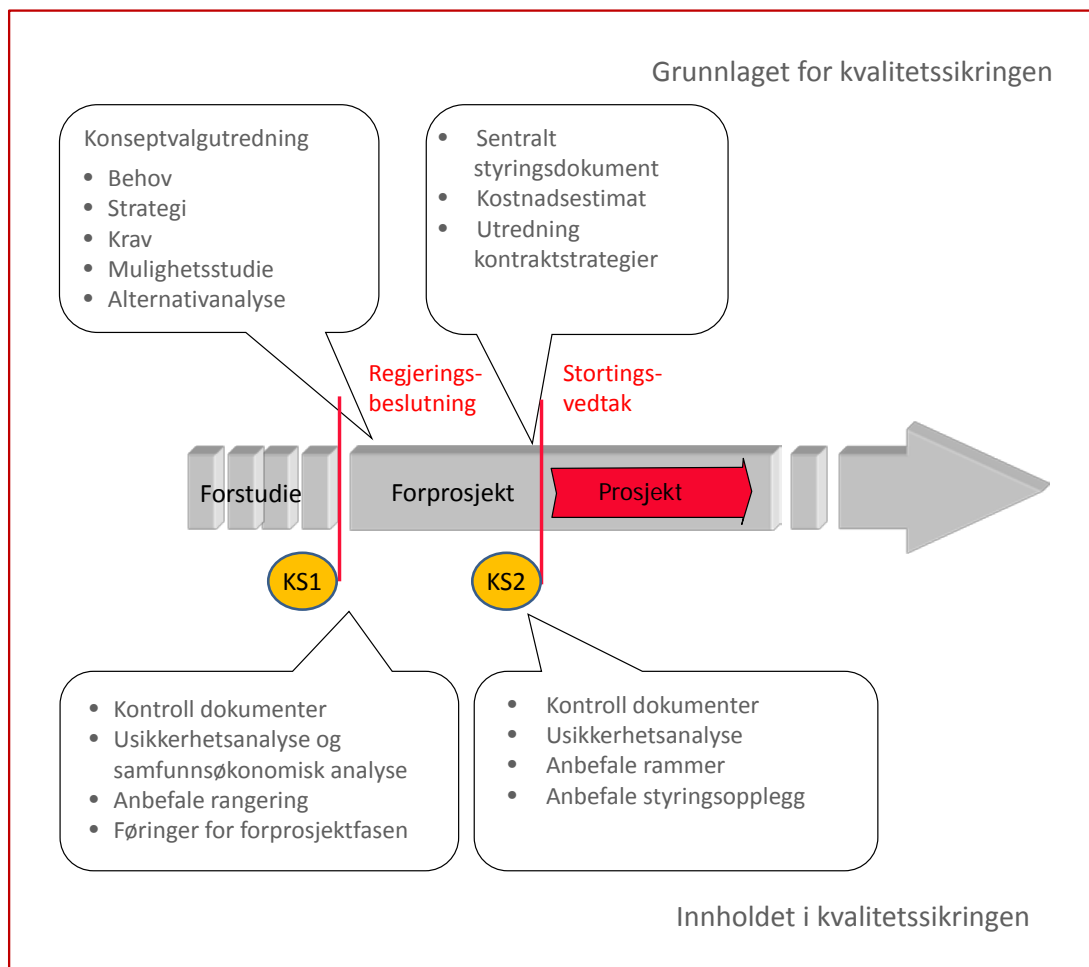 Grunnlaget for kvalitetssikringen
Konseptvalgutredning
• Behov
• Strategi
• Krav
• Mulighetsstudie
• Alternativanalyse
• Sentralt
styringsdokument
• Kostnadsestimat
• Utredning
kontraktstrategier
Regjerings-
beslutning
Stortings-
vedtak
Forstudie
Forprosjekt
Prosjekt
KS1
KS2
• Kontroll dokumenter
• Usikkerhetsanalyse og
samfunnsøkonomisk analyse
• Anbefale rangering
• Føringer for forprosjektfasen
• Kontroll dokumenter
• Usikkerhetsanalyse
• Anbefale rammer
• Anbefale styringsopplegg
Innholdet i kvalitetssikringen